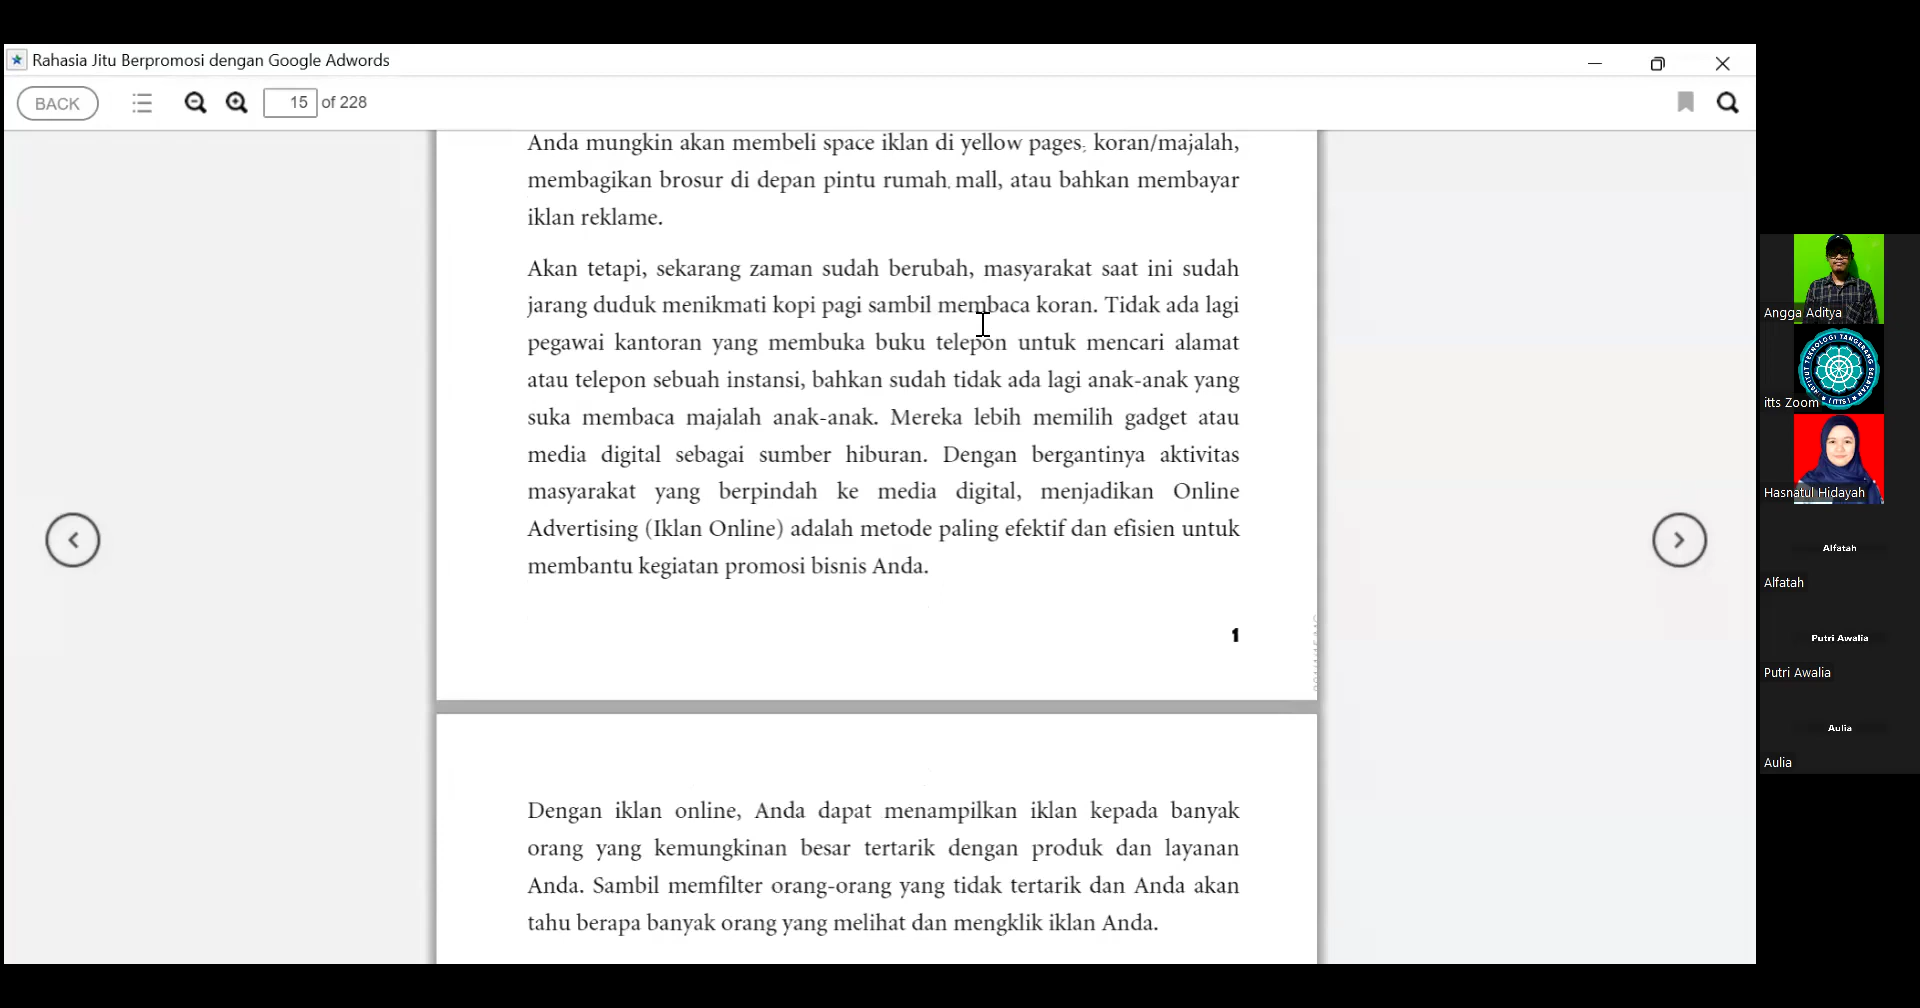 Rahasia Jitu Berpromosi dengan Google Adwords
BACK
15 of 228
Anda mungkin akan membeli space iklan di yellow pages, koran/majalah,
membagikan brosur di depan pintu rumah, mall, atau bahkan membayar
iklan reklame.
Akan tetapi, sekarang zaman sudah berubah, masyarakat saat ini sudah
jarang duduk menikmati kopi pagi sambil membaca koran. Tidak ada lagi
pegawai kantoran yang membuka buku telepon untuk mencari alamat
atau telepon sebuah instansi, bahkan sudah tidak ada lagi anak-anak yang
suka membaca majalah anak-anak. Mereka lebih memilih gadget atau
media digital sebagai sumber hiburan. Dengan bergantinya aktivitas
masyarakat yang berpindah ke media digital, menjadikan Online
Advertising (Iklan Online) adalah metode paling efektif dan efisien untuk
membantu kegiatan promosi bisnis Anda.
1
Dengan iklan online, Anda dapat menampilkan iklan kepada banyak
orang yang kemungkinan besar tertarik dengan produk dan layanan
Anda. Sambil memfilter orang-orang yang tidak tertarik dan Anda akan
tahu berapa banyak orang yang melihat dan mengklik iklan Anda.
Angga Aditya
INSTITUT TEKNOLOGI TANGERANG SELATAN
(ITTS)
itts Zoom
Hasnatul Hidayah
Alfatah
Alfatah
Putri Awalia
Putri Awalia
Aulia
Aulia